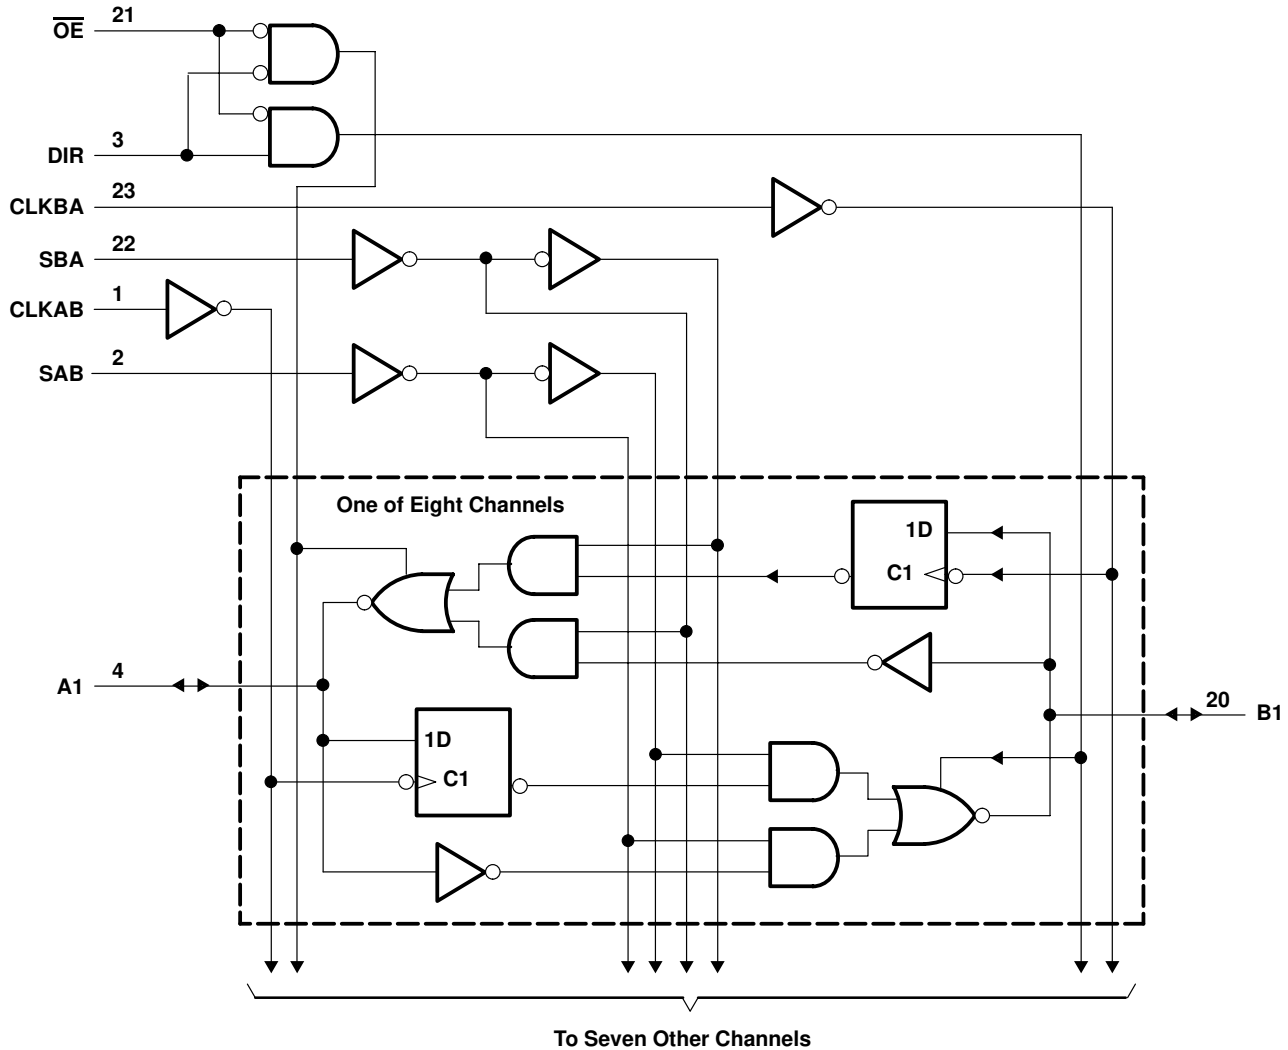 OE 21
DIR 3
CLKBA 23
SBA 22
CLKAB 1
SAB 2
One of Eight Channels
1D
C1
A1 4
20 B1
1D
C1
To Seven Other Channels